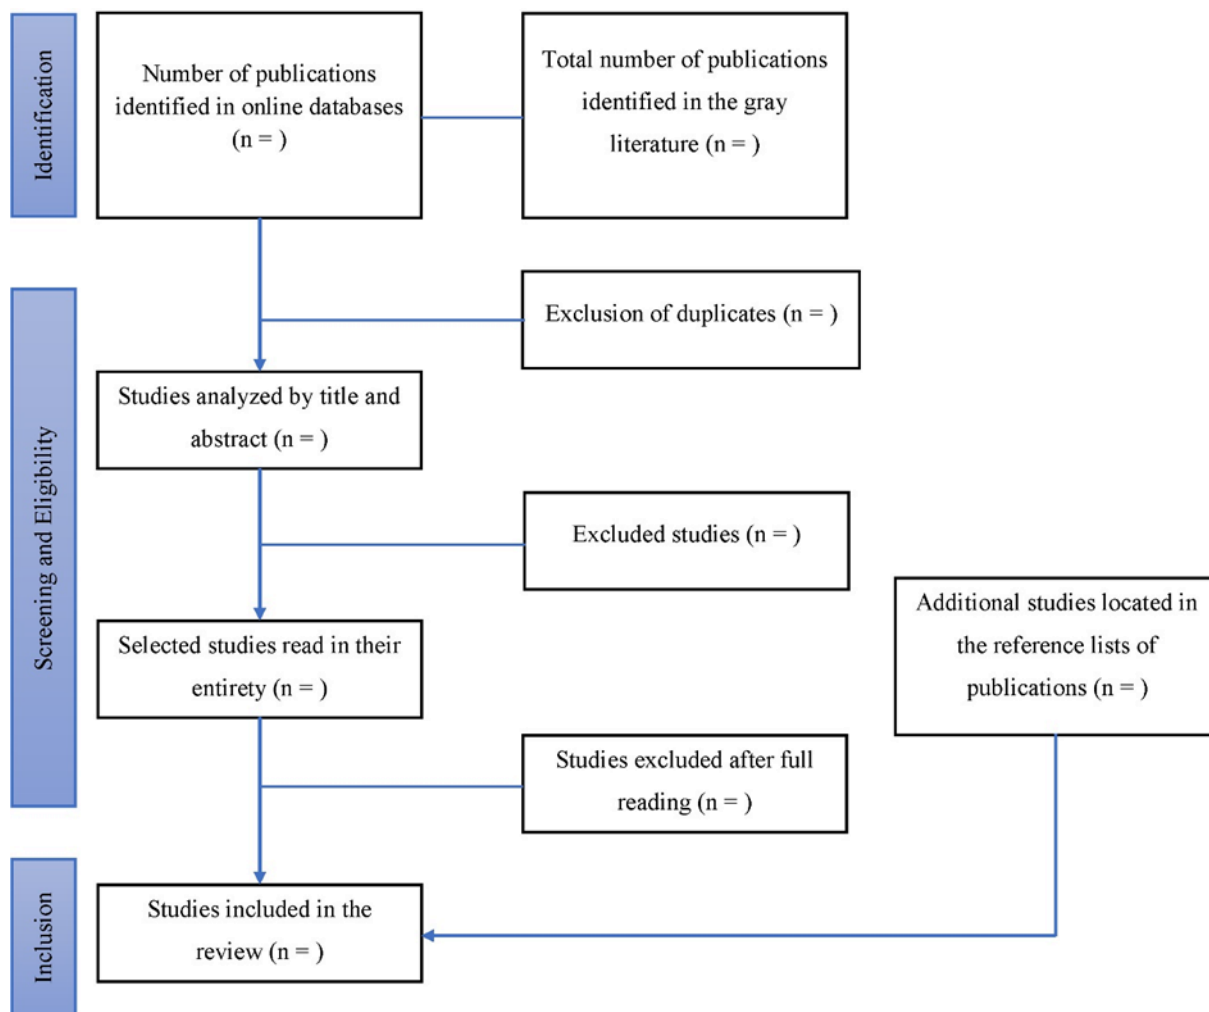 Identification
Number of publications
identified in online databases
(n = )
Total number of publications
identified in the gray
literature (n = )
Exclusion of duplicates (n = )
Screening and Eligibility
Studies analyzed by title and
abstract (n = )
Excluded studies (n = )
Selected studies read in their
entirety (n = )
Additional studies located in
the reference lists of
publications (n = )
Studies excluded after full
reading (n = )
Inclusion
Studies included in the
review (n = )